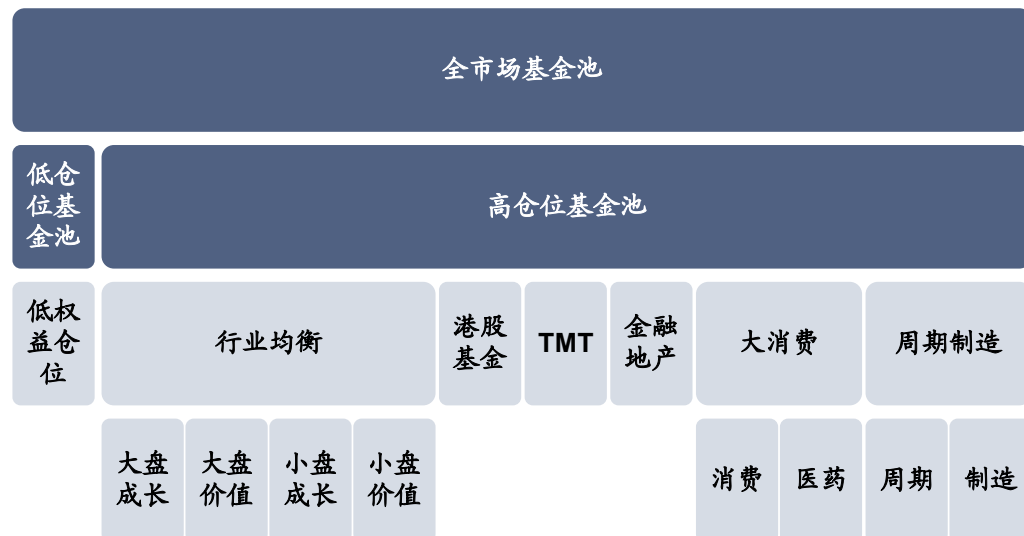 全市场基金池
低仓
位基
金池
高仓位基金池
低权
益仓
位
行业均衡
港股
基金
TMT
金融
地产
大消费
周期制造
大盘
成长
大盘
价值
小盘
成长
小盘
价值
消费
医药
周期
制造